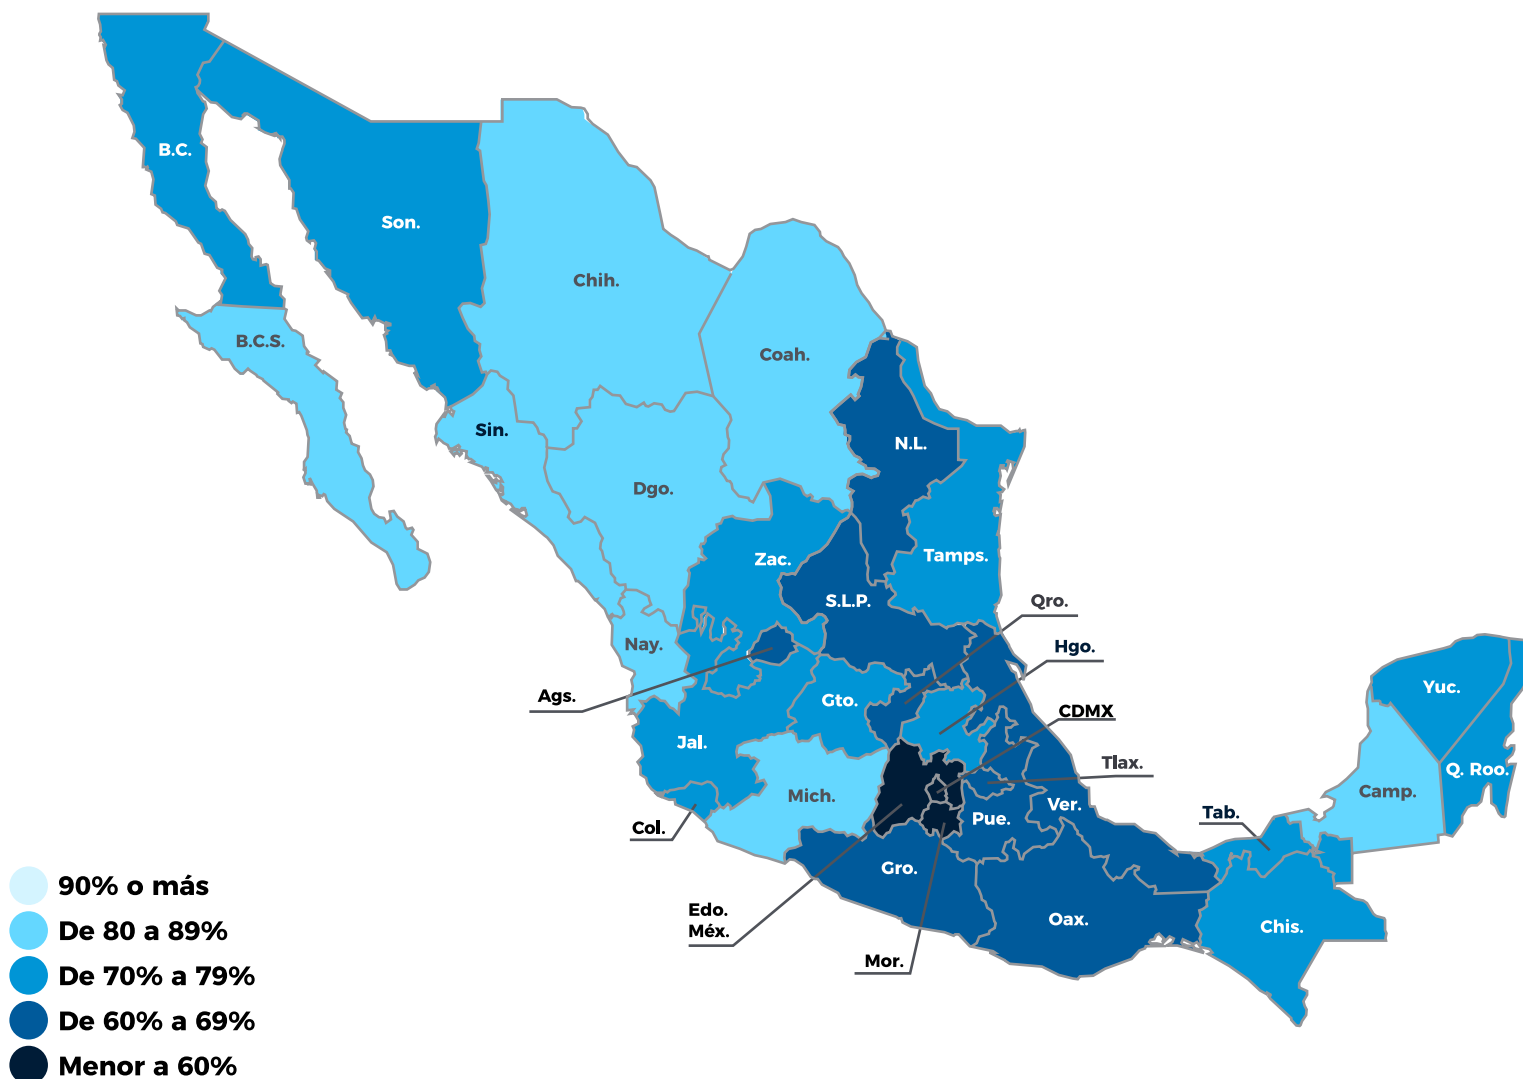 B.C.
Son.
Chih.
B.C.S.
Coah.
Sin.
N.L.
Dgo.
Zac.
Tamps.
S.L.P.
Qro.
Nay.
Hgo.
Ags.
Gto.
CDMX
Yuc.
Jal.
Tlax.
Q. Roo.
Mich.
Camp.
Ver.
Tab.
Pue.
Col.
Gro.
Edo.
Méx.
Oax.
Chis.
Mor.
90% o más
De 80 a 89%
De 70% a 79%
De 60% a 69%
Menor a 60%